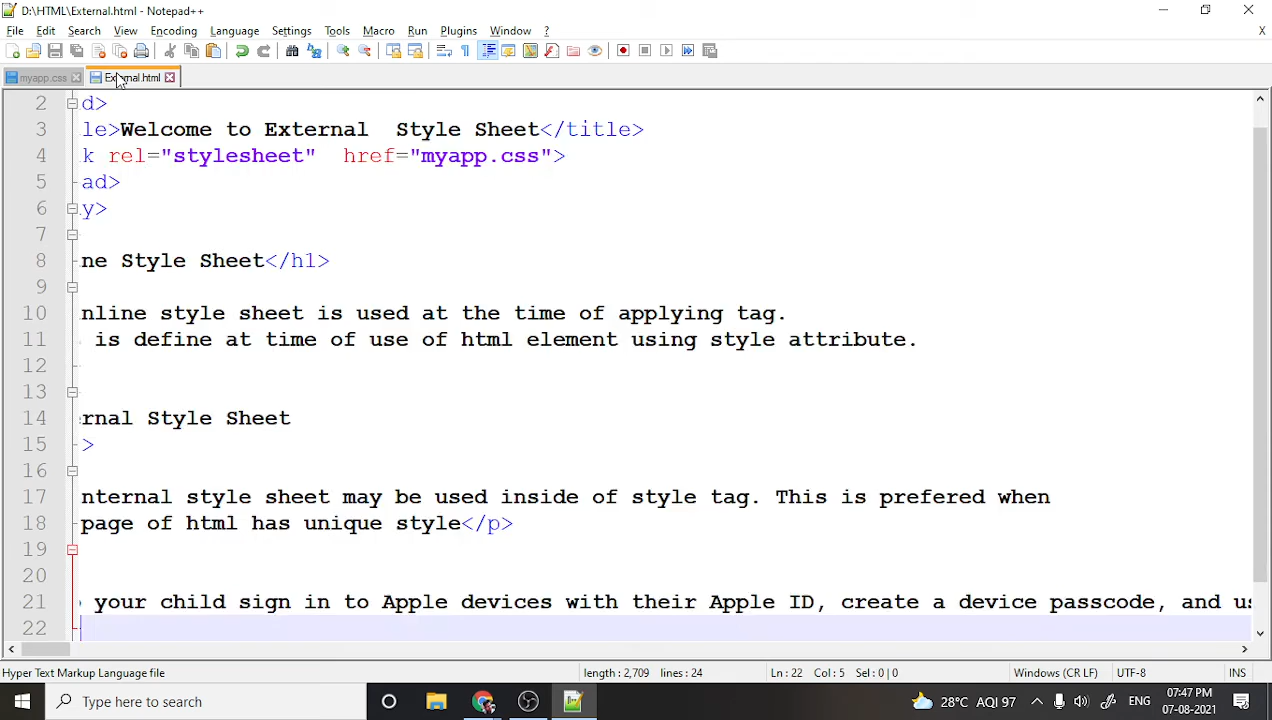 D:\HTML\External.html - Notepad++
File Edit Search View Encoding Language Settings Tools Macro Run Plugins Window ? X
myapp.css External.html
2 d>
3 le>Welcome to External  Style Sheet</title>
4 k rel="stylesheet"  href="myapp.css">
5 ad>
6 y>
7
8 ne Style Sheet</h1>
9
10 nline style sheet is used at the time of applying tag.
11 is define at time of use of html element using style attribute.
12
13
14 rnal Style Sheet
15 >
16
17 nternal style sheet may be used inside of style tag. This is prefered when
18 page of html has unique style</p>
19
20
21 your child sign in to Apple devices with their Apple ID, create a device passcode, and us
22
Hyper Text Markup Language file length : 2,709 lines : 24 Ln : 22 Col : 5 Sel : 0 | 0 Windows (CR LF) UTF-8 INS
Type here to search 28°C AQI 97 ENG 07:47 PM
07-08-2021